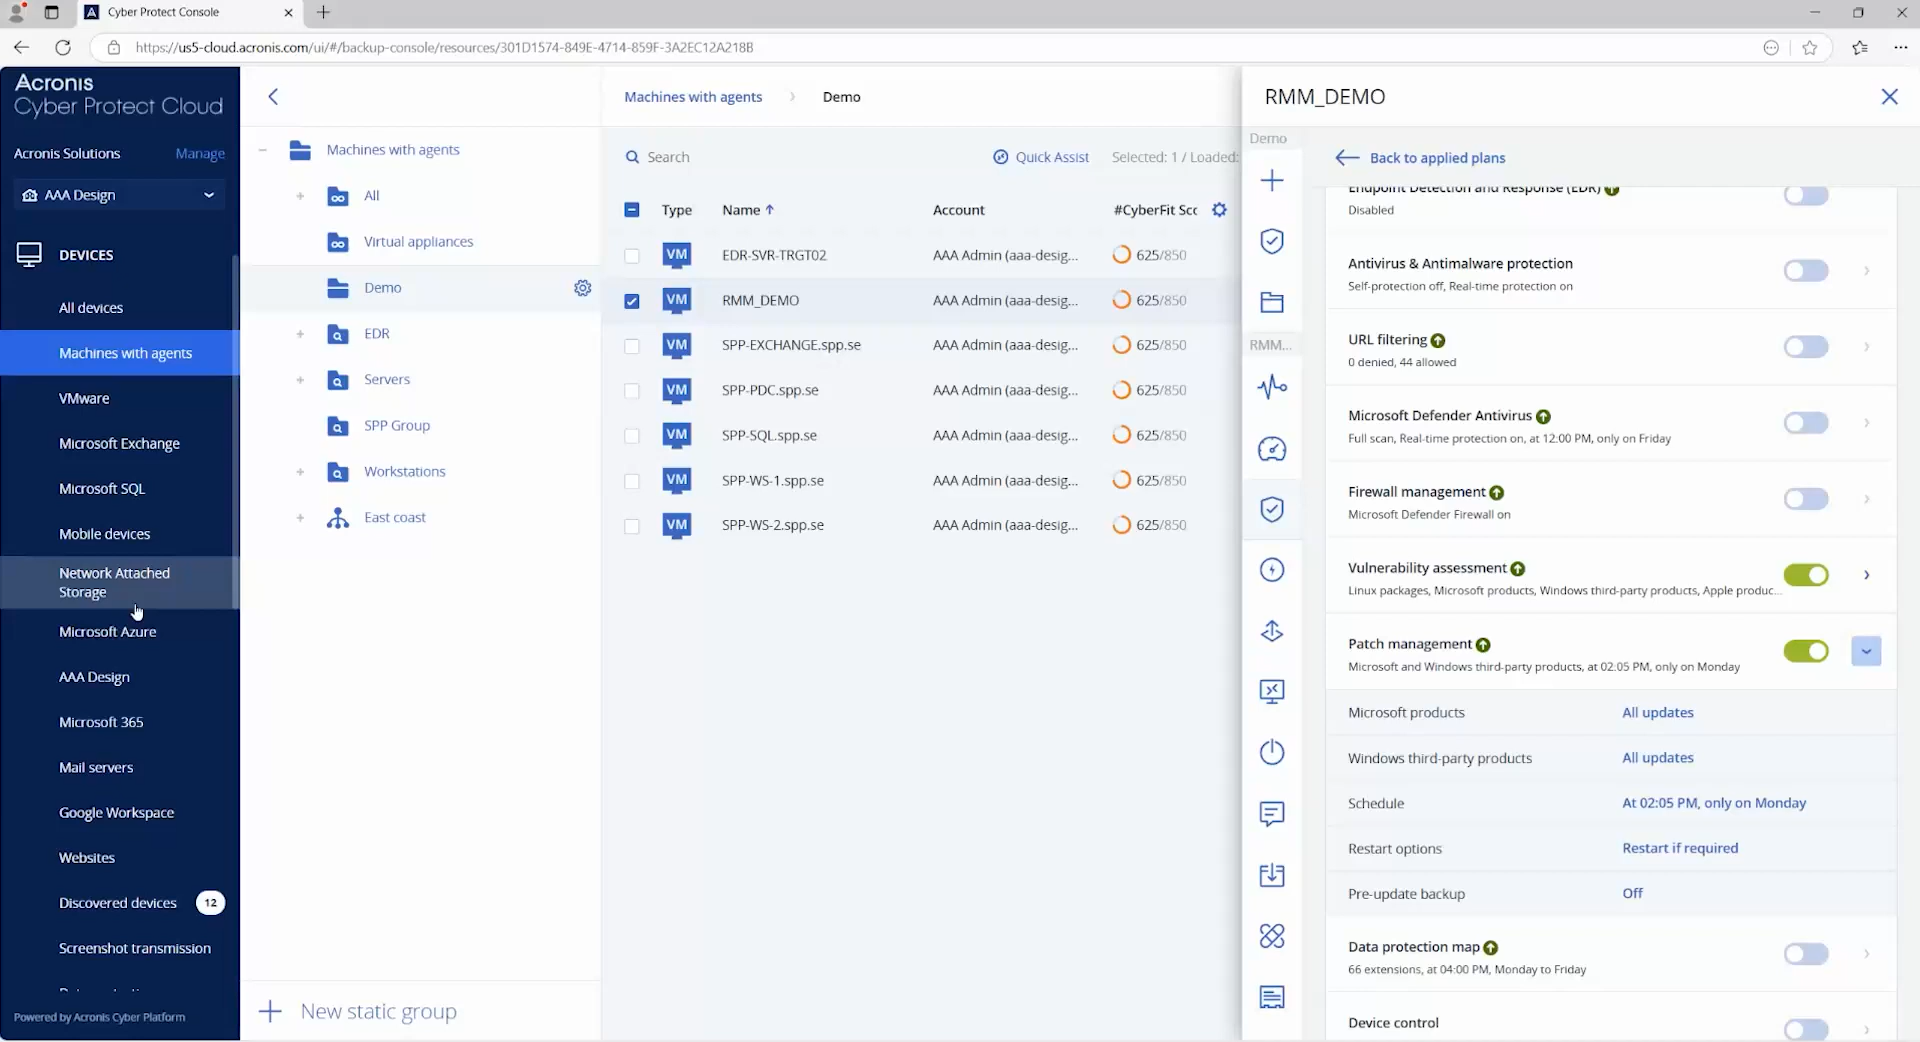 Cyber Protect Console
https://us5-cloud.acronis.com/ui/#/backup-console/resources/301D1574-849E-4714-859F-3A2EC12A218B
Acronis
Cyber Protect Cloud
Acronis Solutions
Manage
AAA Design
DEVICES
All devices
Machines with agents
VMware
Microsoft Exchange
Microsoft SQL
Mobile devices
Network Attached
Storage
Microsoft Azure
AAA Design
Microsoft 365
Mail servers
Google Workspace
Websites
Discovered devices 12
Screenshot transmission
Powered by Acronis Cyber Platform
Machines with agents
All
Virtual appliances
Demo
EDR
Servers
SPP Group
Workstations
East coast
New static group
Machines with agents > Demo
Search
Quick Assist
Selected: 1 / Loaded:
Type Name Account #CyberFit Scc
VM EDR-SVR-TRGT02 AAA Admin (aaa-desig... 625/850
VM RMM_DEMO AAA Admin (aaa-desig... 625/850
VM SPP-EXCHANGE.spp.se AAA Admin (aaa-desig... 625/850
VM SPP-PDC.spp.se AAA Admin (aaa-desig... 625/850
VM SPP-SQL.spp.se AAA Admin (aaa-desig... 625/850
VM SPP-WS-1.spp.se AAA Admin (aaa-desig... 625/850
VM SPP-WS-2.spp.se AAA Admin (aaa-desig... 625/850
RMM_DEMO
Demo
RMM...
Back to applied plans
Endpoint Detection and Response (EDR)
Disabled
Antivirus & Antimalware protection
Self-protection off, Real-time protection on
URL filtering
0 denied, 44 allowed
Microsoft Defender Antivirus
Full scan, Real-time protection on, at 12:00 PM, only on Friday
Firewall management
Microsoft Defender Firewall on
Vulnerability assessment
Linux packages, Microsoft products, Windows third-party products, Apple produc...
Patch management
Microsoft and Windows third-party products, at 02.05 PM, only on Monday
Microsoft products All updates
Windows third-party products All updates
Schedule At 02:05 PM, only on Monday
Restart options Restart if required
Pre-update backup Off
Data protection map
66 extensions, at 04:00 PM, Monday to Friday
Device control